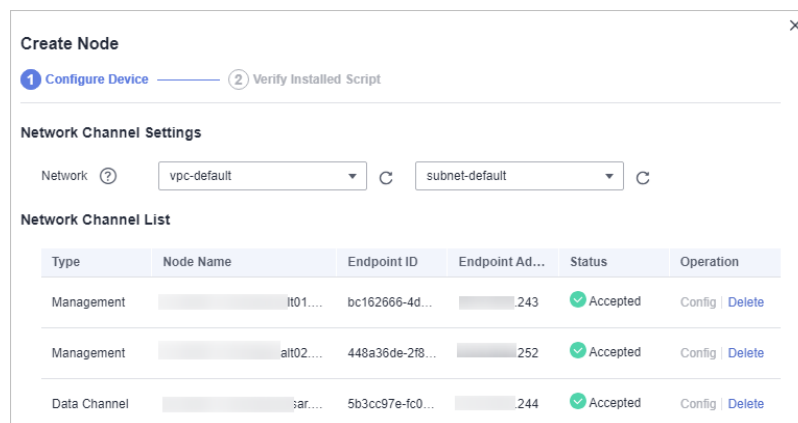 Create Node
1 Configure Device 2 Verify Installed Script
Network Channel Settings
Network ? vpc-default subnet-default
Network Channel List
Type Node Name Endpoint ID Endpoint Ad... Status Operation
Management lt01.... bc162666-4d... .243 Accepted Config | Delete
Management alt02.... 448a36de-2f8... 252 Accepted Config | Delete
Data Channel sar.... 5b3cc97e-fc0... .244 Accepted Config | Delete